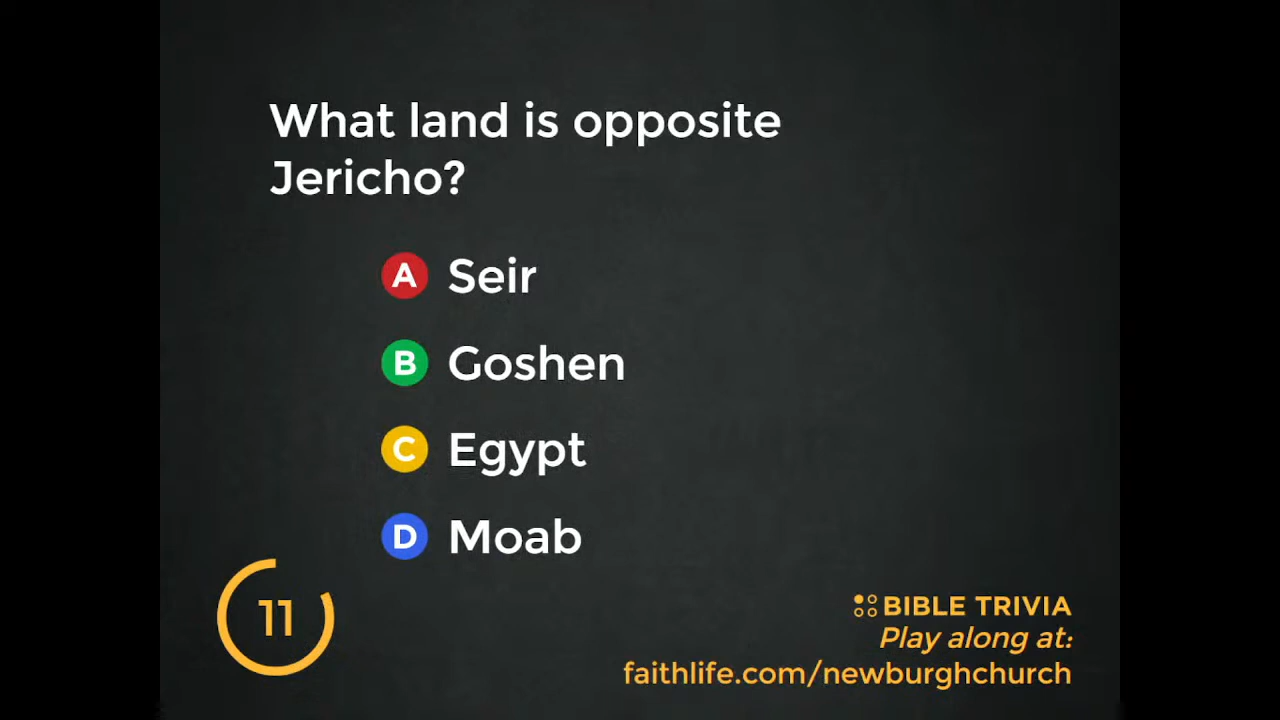 What land is opposite
Jericho?
A Seir
B Goshen
C Egypt
D Moab
11
BIBLE TRIVIA
Play along at:
faithlife.com/newburghchurch